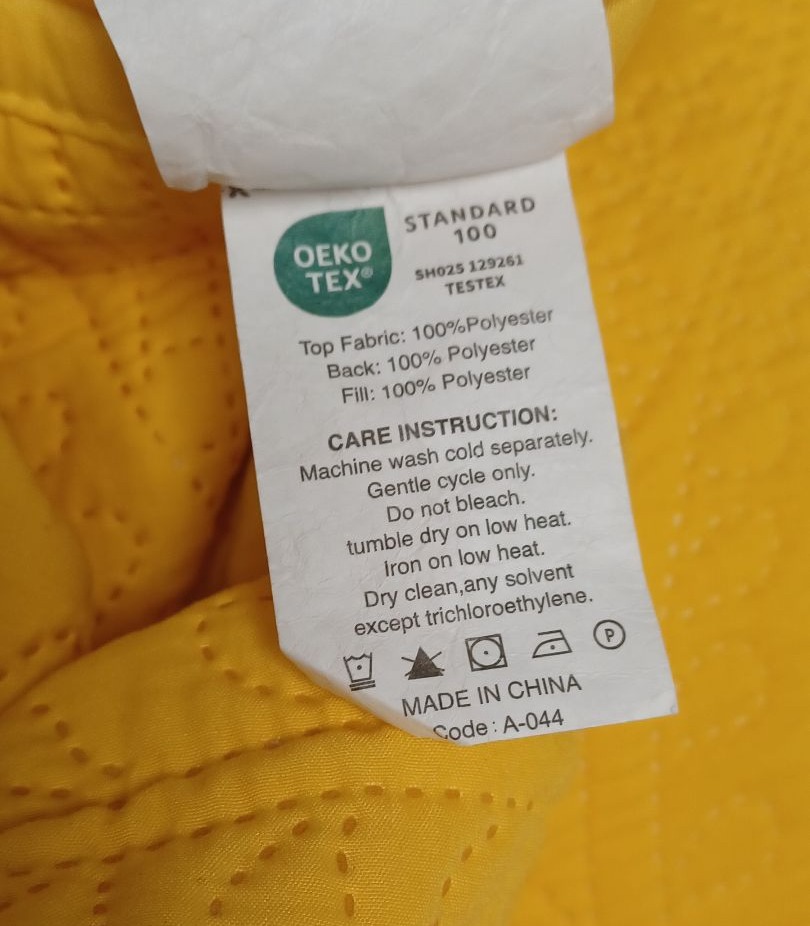 OEKO
TEX®
STANDARD
100
SH025 129261
TESTEX
Top Fabric: 100%Polyester
Back: 100% Polyester
Fill: 100% Polyester
CARE INSTRUCTION:
Machine wash cold separately.
Gentle cycle only.
Do not bleach.
tumble dry on low heat.
Iron on low heat.
Dry clean,any solvent
except trichloroethylene.
P
MADE IN CHINA
Code : A-044